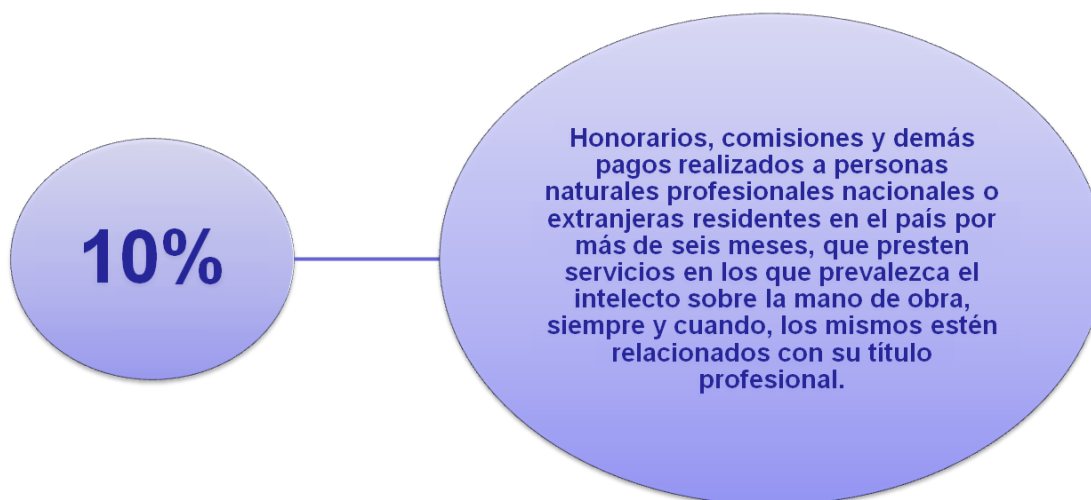 10%
Honorarios, comisiones y demás
pagos realizados a personas
naturales profesionales nacionales o
extranjeras residentes en el país por
más de seis meses, que presten
servicios en los que prevalezca el
intelecto sobre la mano de obra,
siempre y cuando, los mismos estén
relacionados con su título
profesional.